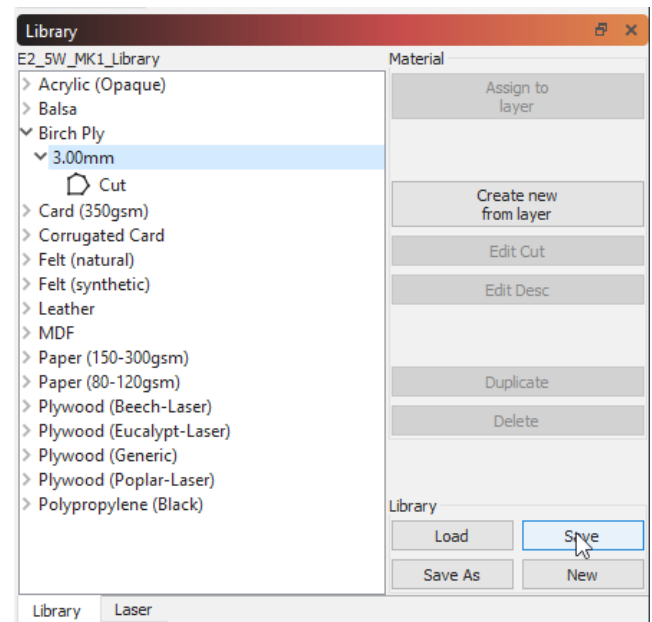 Library
E2_5W_MK1_Library
Acrylic (Opaque)
Balsa
Birch Ply
3.00mm
Cut
Card (350gsm)
Corrugated Card
Felt (natural)
Felt (synthetic)
Leather
MDF
Paper (150-300gsm)
Paper (80-120gsm)
Plywood (Beech-Laser)
Plywood (Eucalypt-Laser)
Plywood (Generic)
Plywood (Poplar-Laser)
Polypropylene (Black)
Material
Assign to
layer
Create new
from layer
Edit Cut
Edit Desc
Duplicate
Delete
Library
Load Save
Save As New
Library Laser